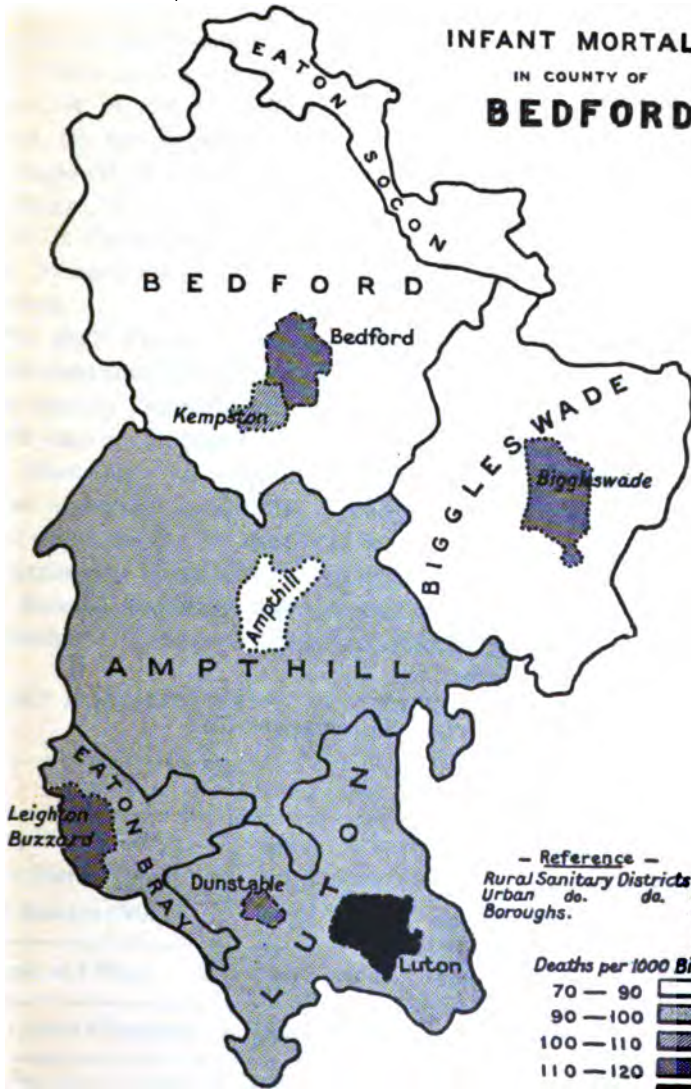 INFANT MORTAL
IN COUNTY OF
BEDFORD
EATON SOCON
BEDFORD
Bedford
Kempston
BIGGLESWADE
Biggleswade
Ampthill
AMPTHILL
EATON BRAY
Leighton
Buzzard
Dunstable
LUTON
Luton
- Reference -
Rural Sanitary Districts
Urban do. do.
Boroughs.
Deaths per 1000 Bi
70 — 90
90 — 100
100 — 110
110 — 120